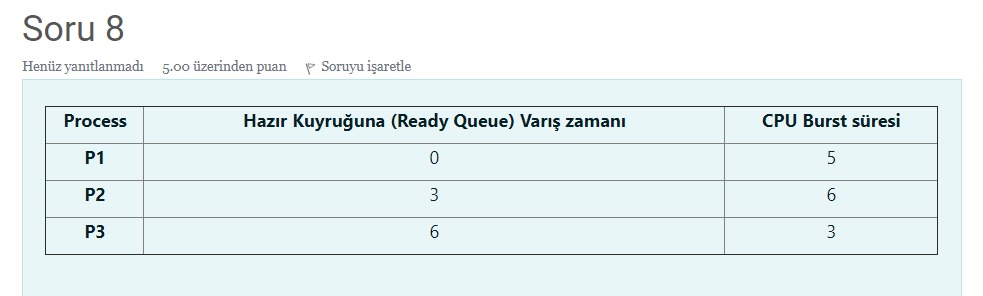 Soru 8
Henüz yanıtlanmadı 5.00 üzerinden puan Soruyu işaretle
Process Hazır Kuyruğuna (Ready Queue) Varış zamanı CPU Burst süresi
P1 0 5
P2 3 6
P3 6 3